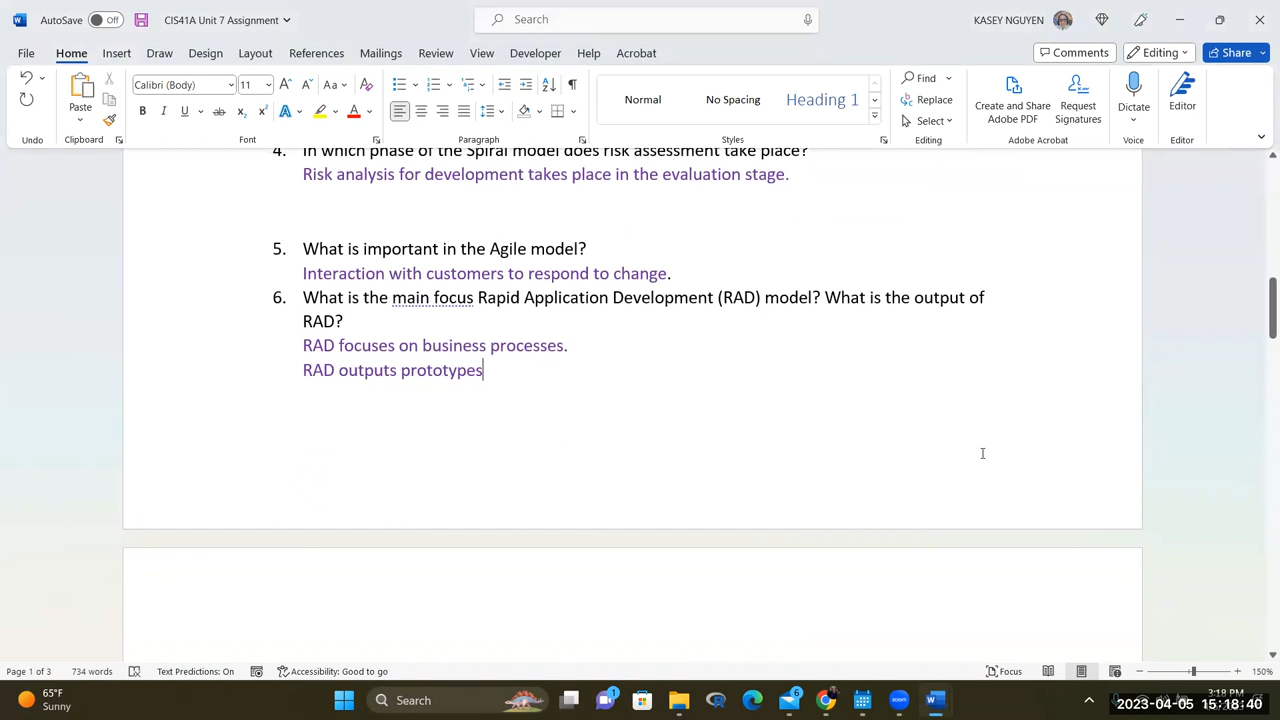 AutoSave Off CIS41A Unit 7 Assignment Search KASEY NGUYEN
File Home Insert Draw Design Layout References Mailings Review View Developer Help Acrobat Comments Editing Share
Calibri (Body) 11 Aa Normal No Spacing Heading 1 Find Replace Select
Paste Create and Share Adobe PDF Request Signatures Dictate Editor
Undo Clipboard Font Paragraph Styles Editing Adobe Acrobat Voice Editor
4. In which phase of the Spiral model does risk assessment take place?
Risk analysis for development takes place in the evaluation stage.
5. What is important in the Agile model?
Interaction with customers to respond to change.
6. What is the main focus Rapid Application Development (RAD) model? What is the output of
RAD?
RAD focuses on business processes.
RAD outputs prototypes
Page 1 of 3 734 words Text Predictions: On Accessibility: Good to go Focus 150%
65°F
Sunny
Search 1 6
3:18 PM
2023-04-05 15:18:40